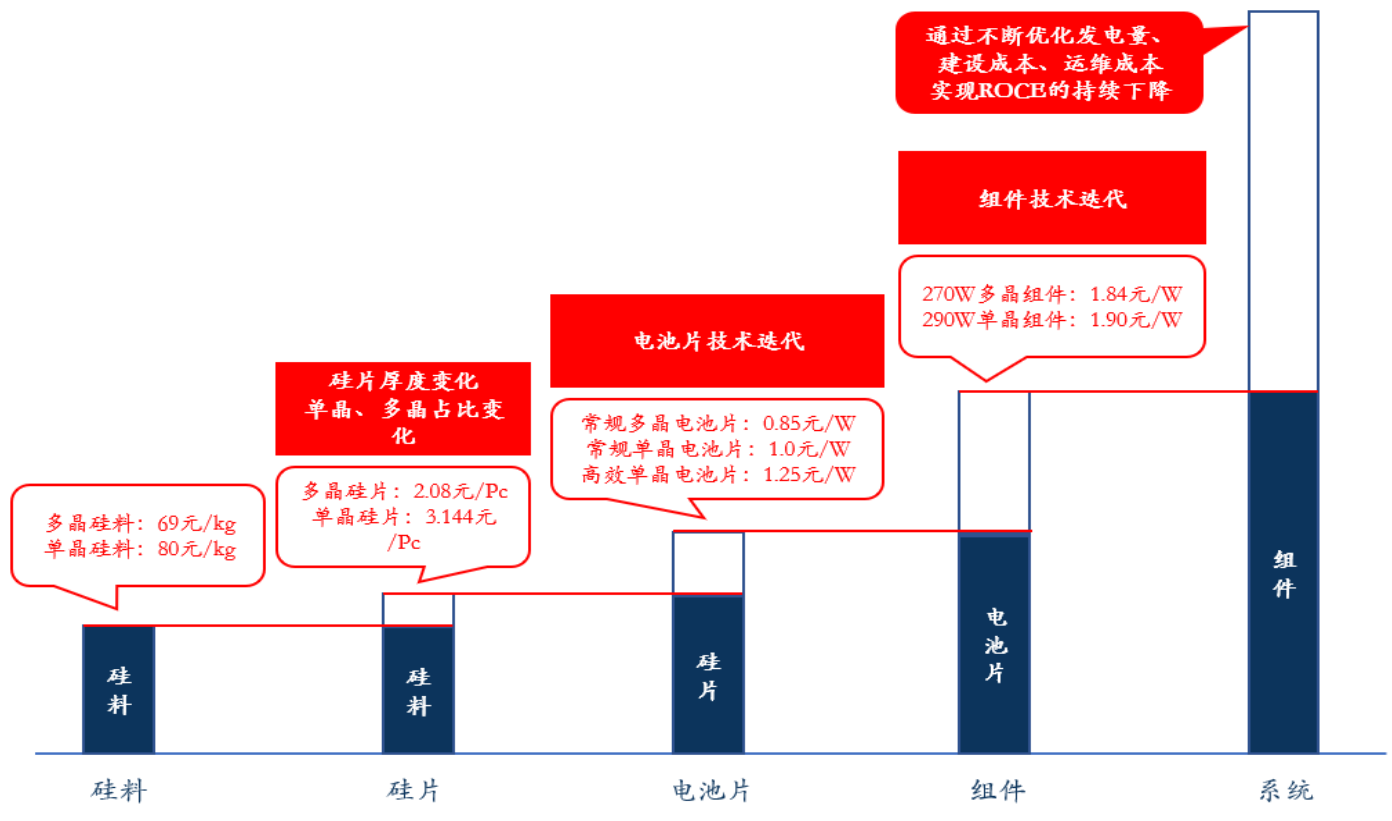 通过不断优化发电量、
建设成本、运维成本
实现ROCE的持续下降
组件技术迭代
270W多晶组件：1.84元/W
290W单晶组件：1.90元/W
电池片技术迭代
常规多晶电池片：0.85元/W
常规单晶电池片：1.0元/W
高效单晶电池片：1.25元/W
硅片厚度变化
单晶、多晶占比变
化
多晶硅片：2.08元/Pc
单晶硅片：3.144元
/Pc
多晶硅料：69元/kg
单晶硅料：80元/kg
硅料
硅料
硅片
电池片
组件
硅料
硅片
电池片
组件
系统